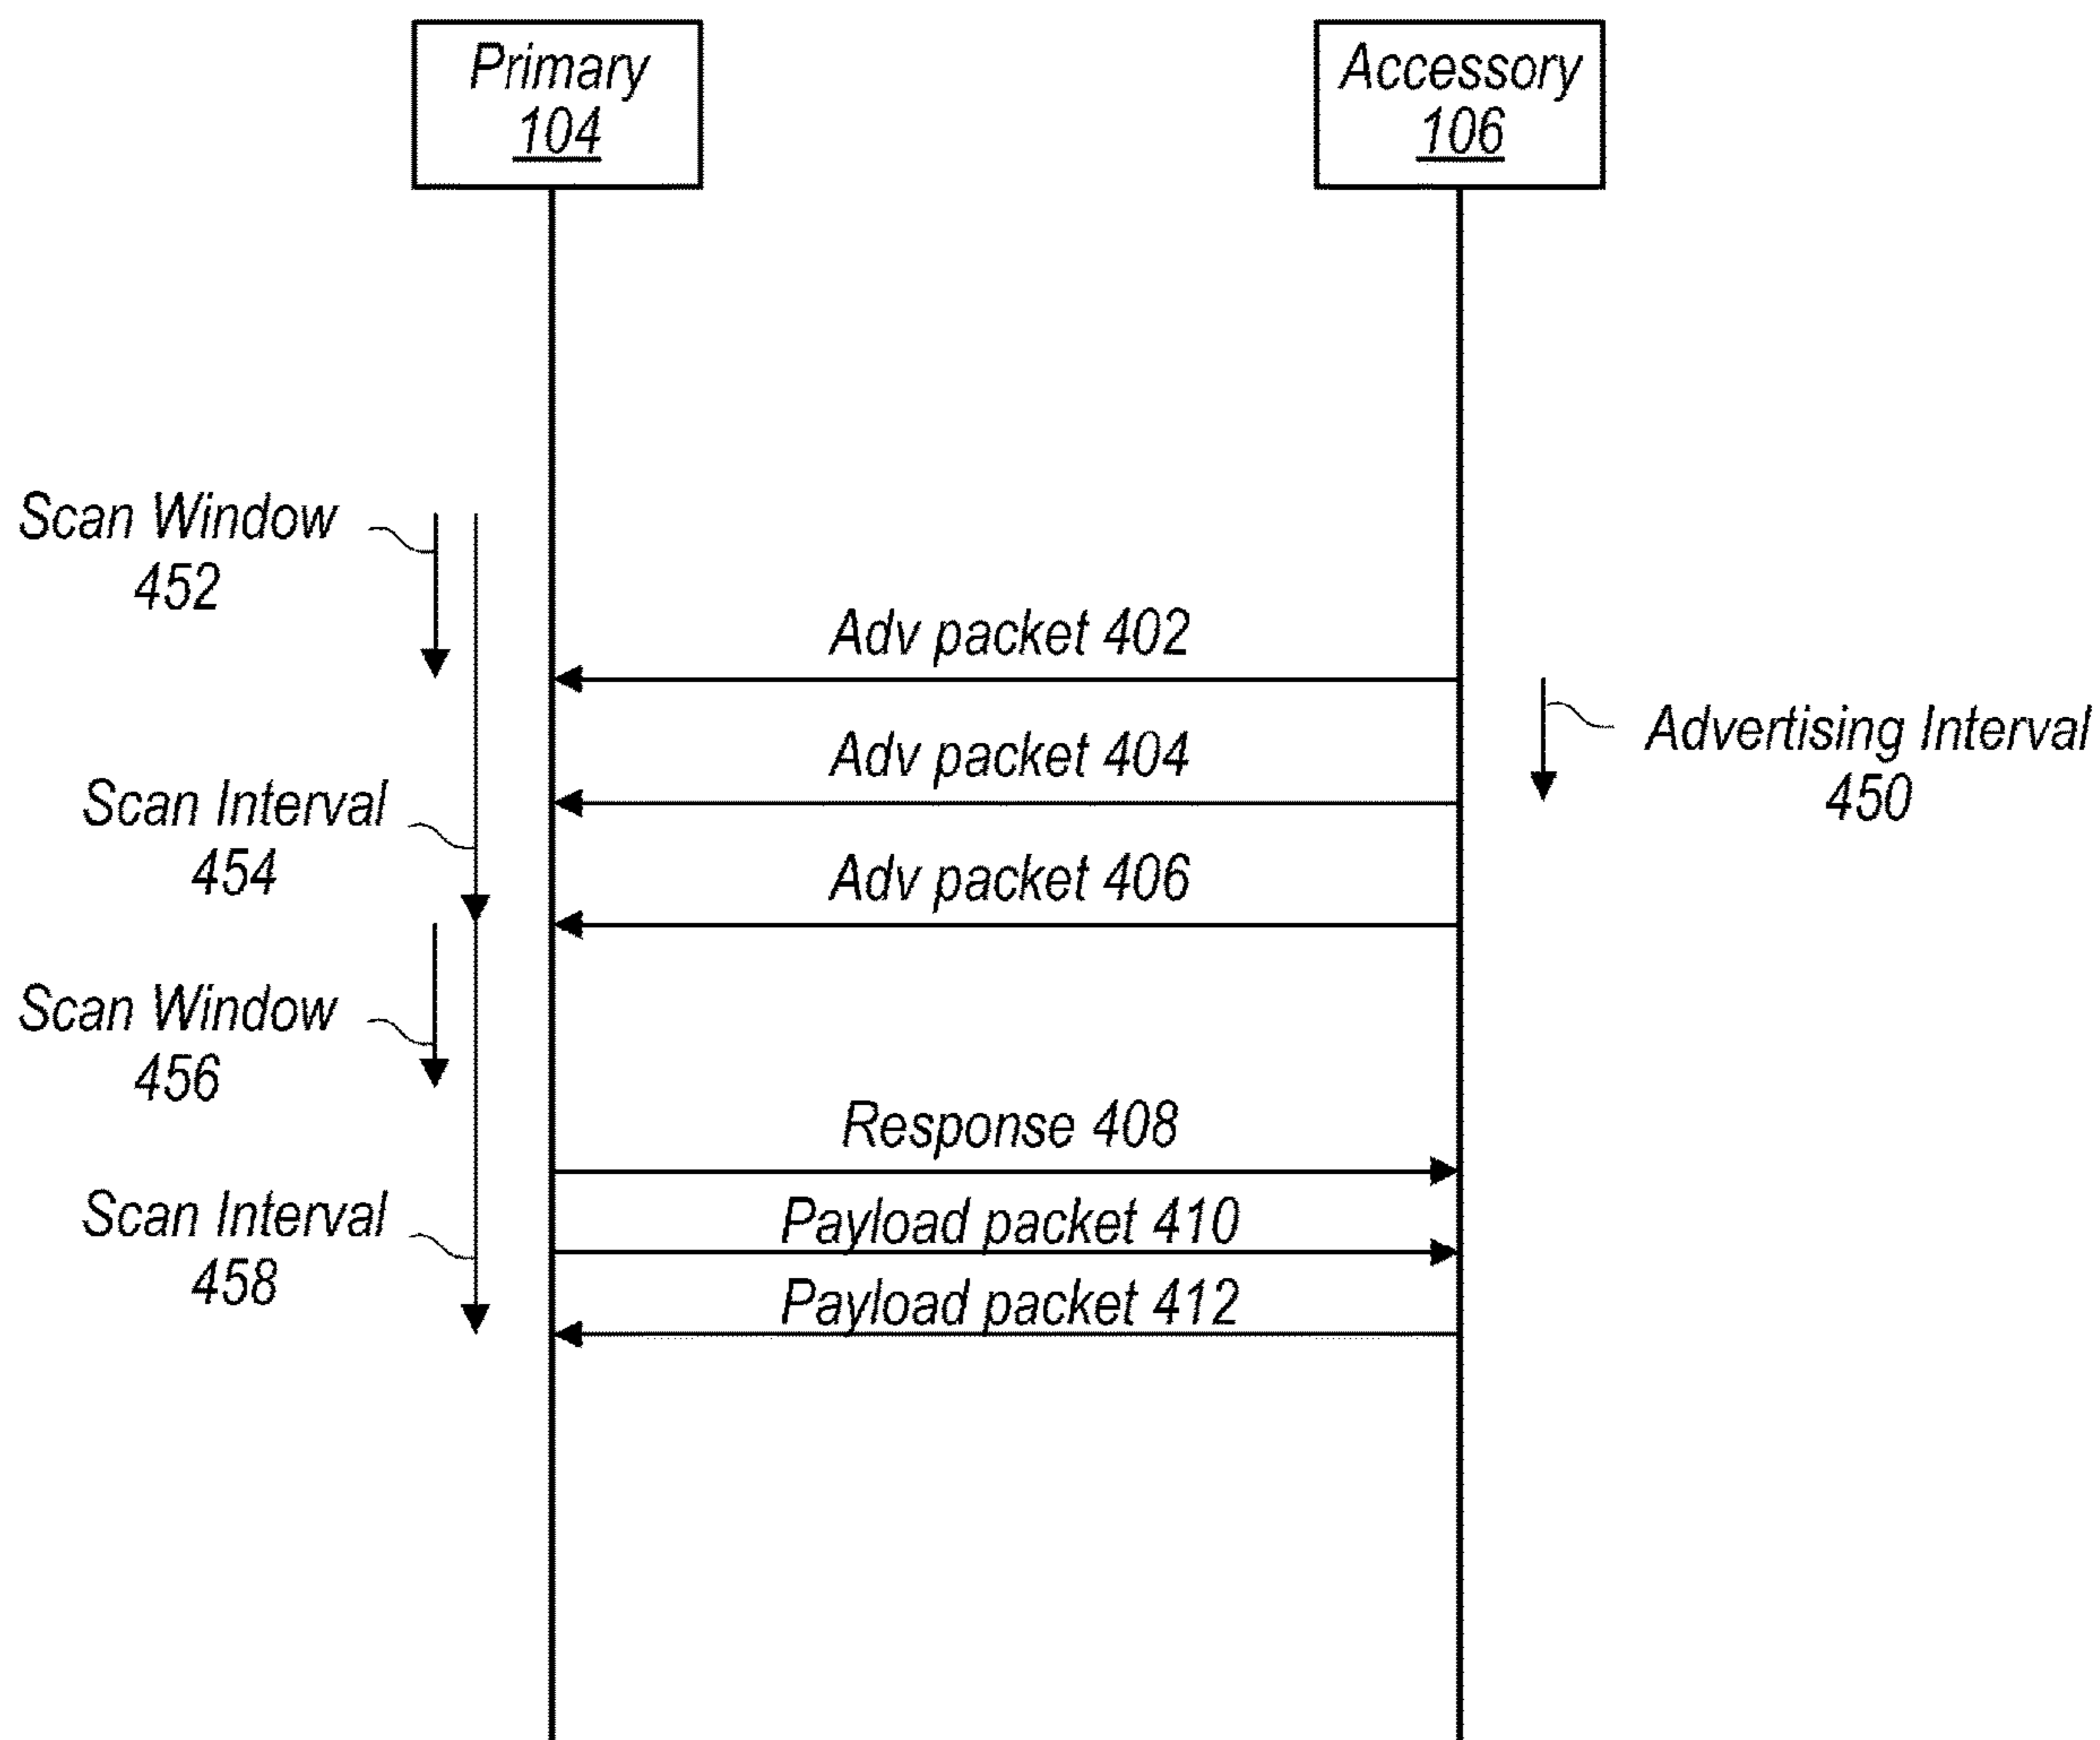 Primary
104
Accessory
106
Scan Window
452
Adv packet 402
Advertising Interval
450
Adv packet 404
Scan Interval
454
Adv packet 406
Scan Window
456
Response 408
Payload packet 410
Scan Interval
458
Payload packet 412